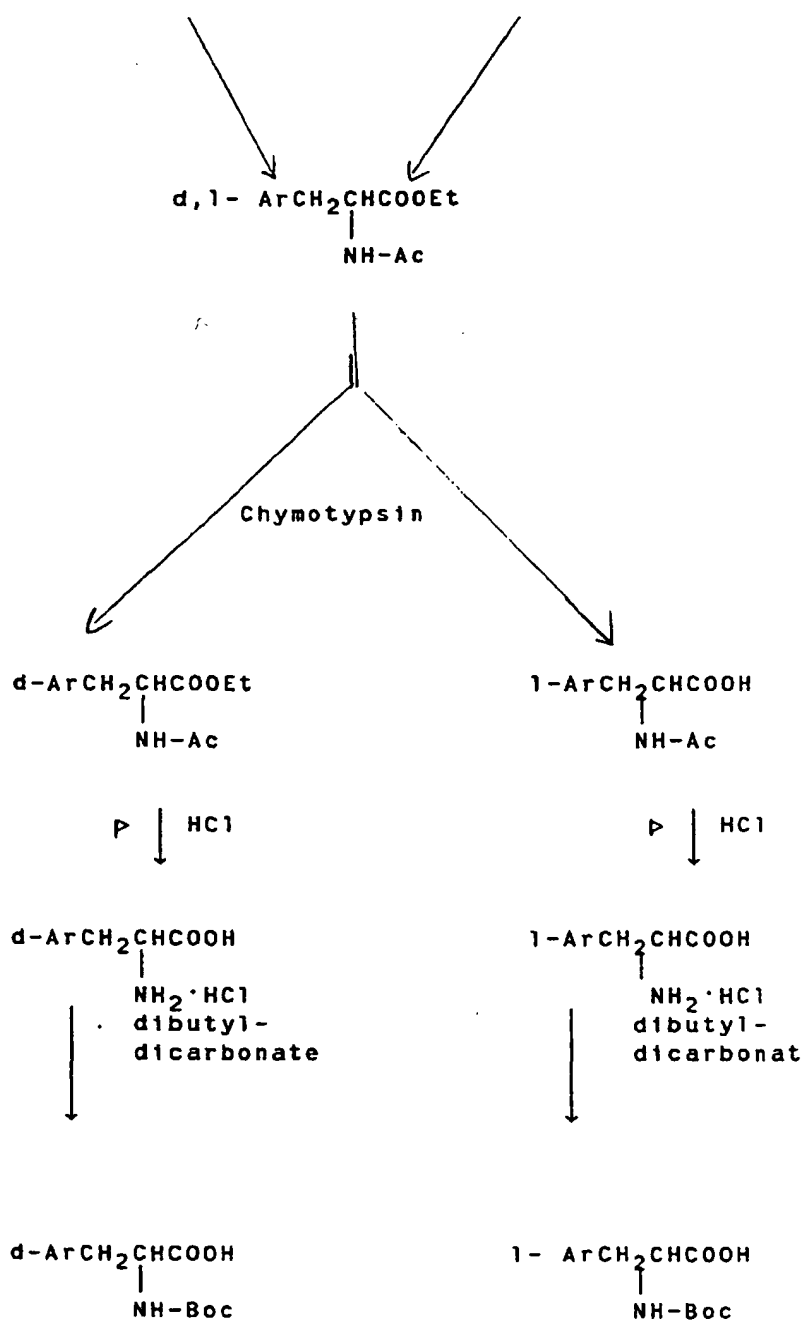 d,l- ArCH2CHCOOEt
NH-Ac
Chymotypsin
d-ArCH2CHCOOEt
l-ArCH2CHCOOH
NH-Ac
NH-Ac
HCl
HCl
d-ArCH2CHCOOH
l-ArCH2CHCOOH
NH2·HCl
NH2·HCl
dibutyl-
dibutyl-
dicarbonate
dicarbonat
d-ArCH2CHCOOH
l- ArCH2CHCOOH
NH-Boc
NH-Boc